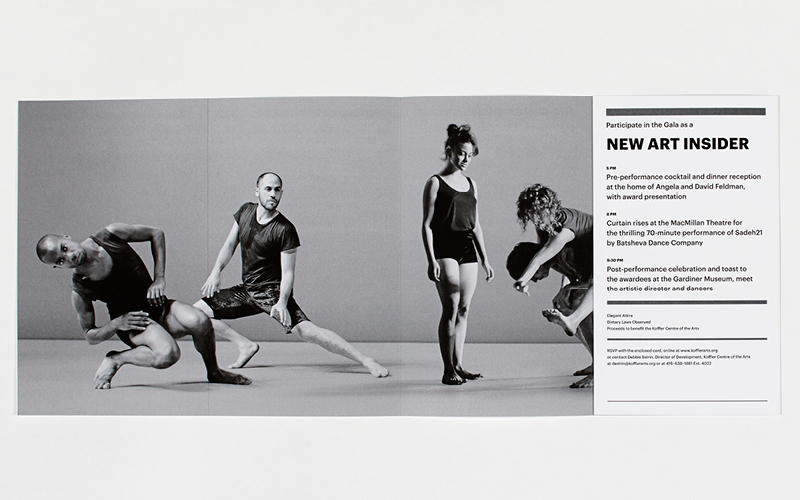 Participate in the Gala as a
NEW ART INSIDER
5 PM
Pre-performance cocktail and dinner reception
at the home of Angela and David Feldman,
with award presentation
8 PM
Curtain rises at the MacMillan Theatre for
the thrilling 70-minute performance of Sadeh21
by Batsheva Dance Company
9:30 PM
Post-performance celebration and toast to
the awardees at the Gardiner Museum, meet
the artistic director and dancers
Elegant Attire
Dietary Laws Observed
Proceeds to benefit the Koffler Centre of the Arts
RSVP with the enclosed card, online at www.kofflerarts.org
or contact Debbie Director of Development, Koffler Centre of the Arts
at or at 416-638-1881 Ext. 4022